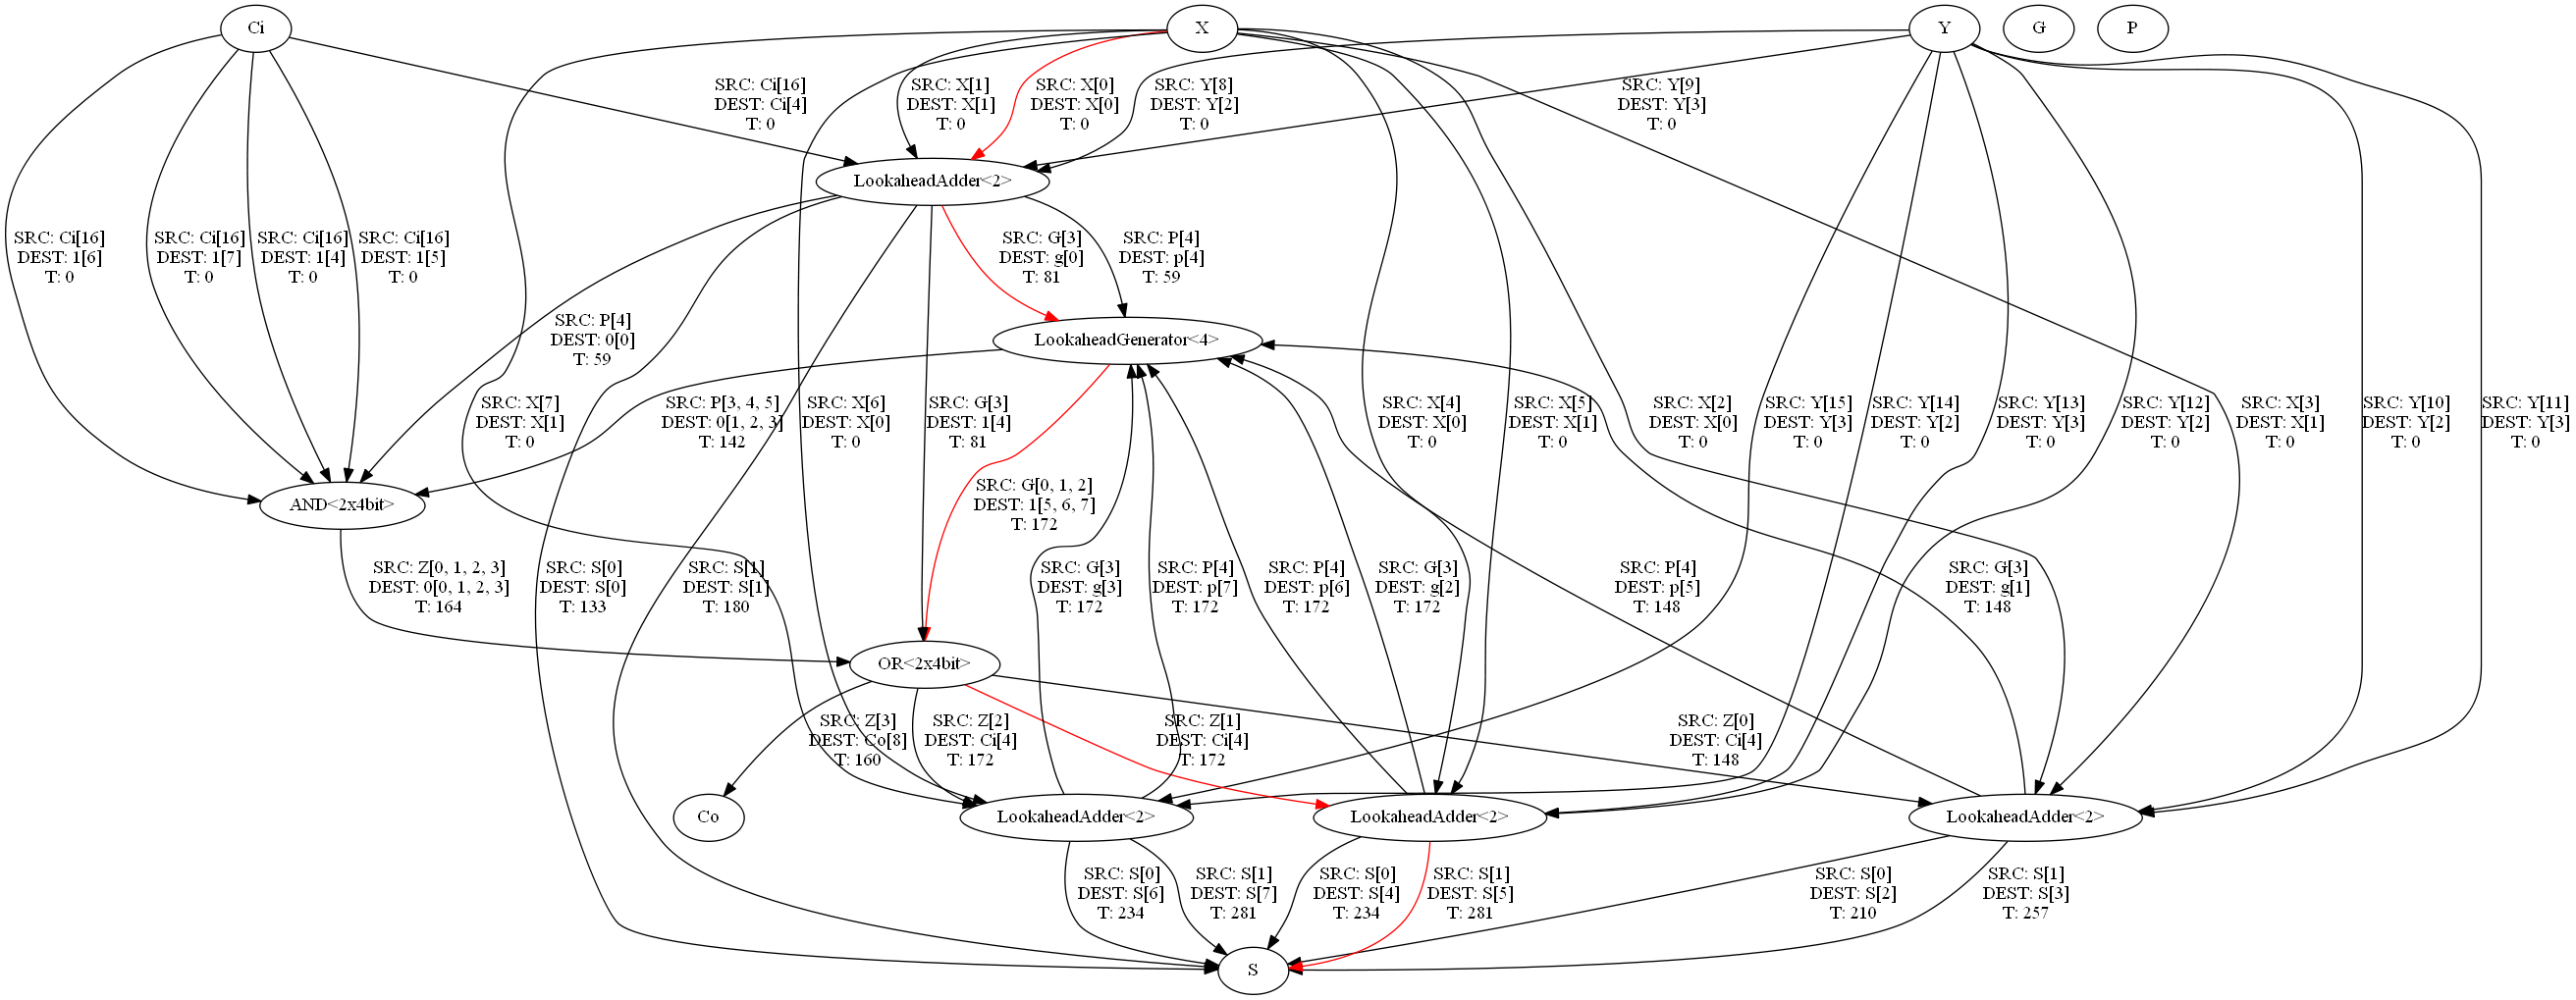 Ci
X
Y
G
P
SRC: Ci[16]
DEST: Ci[4]
T: 0
SRC: X[1]
DEST: X[1]
T: 0
SRC: X[0]
DEST: X[0]
T: 0
SRC: Y[8]
DEST: Y[2]
T: 0
SRC: Y[9]
DEST: Y[3]
T: 0
LookaheadAdder<2>
SRC: Ci[16]
DEST: 1[6]
T: 0
SRC: Ci[16]
DEST: 1[7]
T: 0
SRC: Ci[16]
DEST: 1[4]
T: 0
SRC: Ci[16]
DEST: 1[5]
T: 0
SRC: G[3]
DEST: g[0]
T: 81
SRC: P[4]
DEST: p[4]
T: 59
SRC: P[4]
DEST: 0[0]
T: 59
LookaheadGenerator<4>
SRC: X[7]
DEST: X[1]
T: 0
SRC: P[3, 4, 5]
DEST: 0[1, 2, 3]
T: 142
SRC: X[6]
DEST: X[0]
T: 0
SRC: G[3]
DEST: 1[4]
T: 81
SRC: X[4]
DEST: X[0]
T: 0
SRC: X[5]
DEST: X[1]
T: 0
SRC: X[2]
DEST: X[0]
T: 0
SRC: Y[15]
DEST: Y[3]
T: 0
SRC: Y[14]
DEST: Y[2]
T: 0
SRC: Y[13]
DEST: Y[3]
T: 0
SRC: Y[12]
DEST: Y[2]
T: 0
SRC: X[3]
DEST: X[1]
T: 0
SRC: Y[10]
DEST: Y[2]
T: 0
SRC: Y[11]
DEST: Y[3]
T: 0
AND<2x4bit>
SRC: G[0, 1, 2]
DEST: 1[5, 6, 7]
T: 172
SRC: Z[0, 1, 2, 3]
DEST: 0[0, 1, 2, 3]
T: 164
SRC: S[0]
DEST: S[0]
T: 133
SRC: S[1]
DEST: S[1]
T: 180
SRC: G[3]
DEST: g[3]
T: 172
SRC: P[4]
DEST: p[7]
T: 172
SRC: P[4]
DEST: p[6]
T: 172
SRC: G[3]
DEST: g[2]
T: 172
SRC: P[4]
DEST: p[5]
T: 148
SRC: G[3]
DEST: g[1]
T: 148
OR<2x4bit>
SRC: Z[3]
DEST: Co[8]
T: 160
SRC: Z[2]
DEST: Ci[4]
T: 172
SRC: Z[1]
DEST: Ci[4]
T: 172
SRC: Z[0]
DEST: Ci[4]
T: 148
Co
LookaheadAdder<2>
LookaheadAdder<2>
LookaheadAdder<2>
SRC: S[0]
DEST: S[6]
T: 234
SRC: S[1]
DEST: S[7]
T: 281
SRC: S[0]
DEST: S[4]
T: 234
SRC: S[1]
DEST: S[5]
T: 281
SRC: S[0]
DEST: S[2]
T: 210
SRC: S[1]
DEST: S[3]
T: 257
S